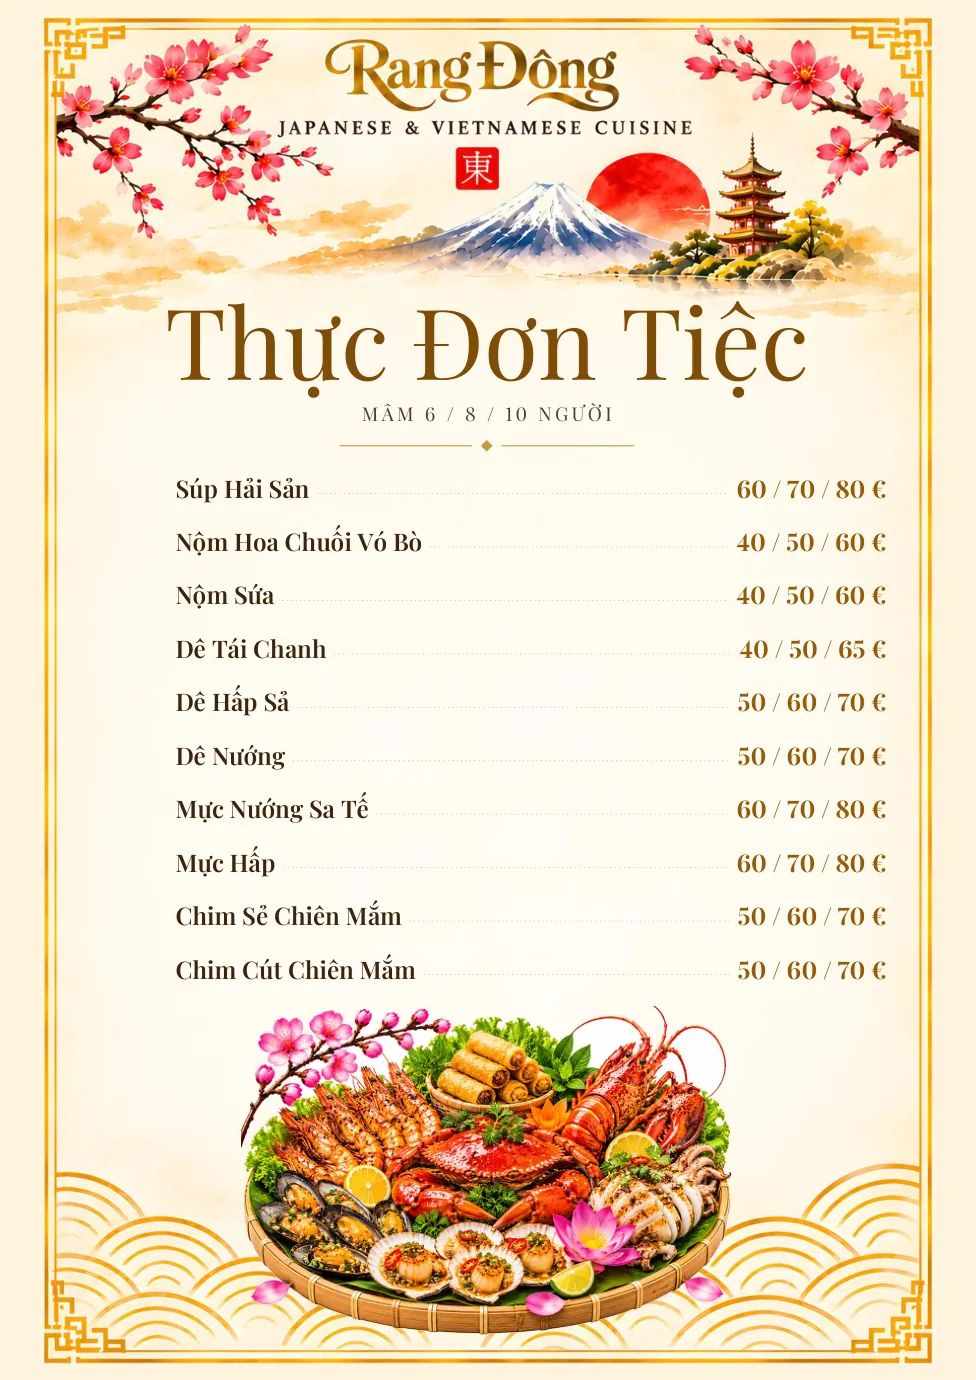 Rạng Đông
JAPANESE & VIETNAMESE CUISINE
東
Thực Đơn Tiệc
MÂM 6 / 8 / 10 NGƯỜI
Súp Hải Sản 60 / 70 / 80 €
Nộm Hoa Chuối Vó Bò 40 / 50 / 60 €
Nộm Sứa 40 / 50 / 60 €
Dê Tái Chanh 40 / 50 / 65 €
Dê Hấp Sả 50 / 60 / 70 €
Dê Nướng 50 / 60 / 70 €
Mực Nướng Sa Tế 60 / 70 / 80 €
Mực Hấp 60 / 70 / 80 €
Chim Sẻ Chiên Mắm 50 / 60 / 70 €
Chim Cút Chiên Mắm 50 / 60 / 70 €